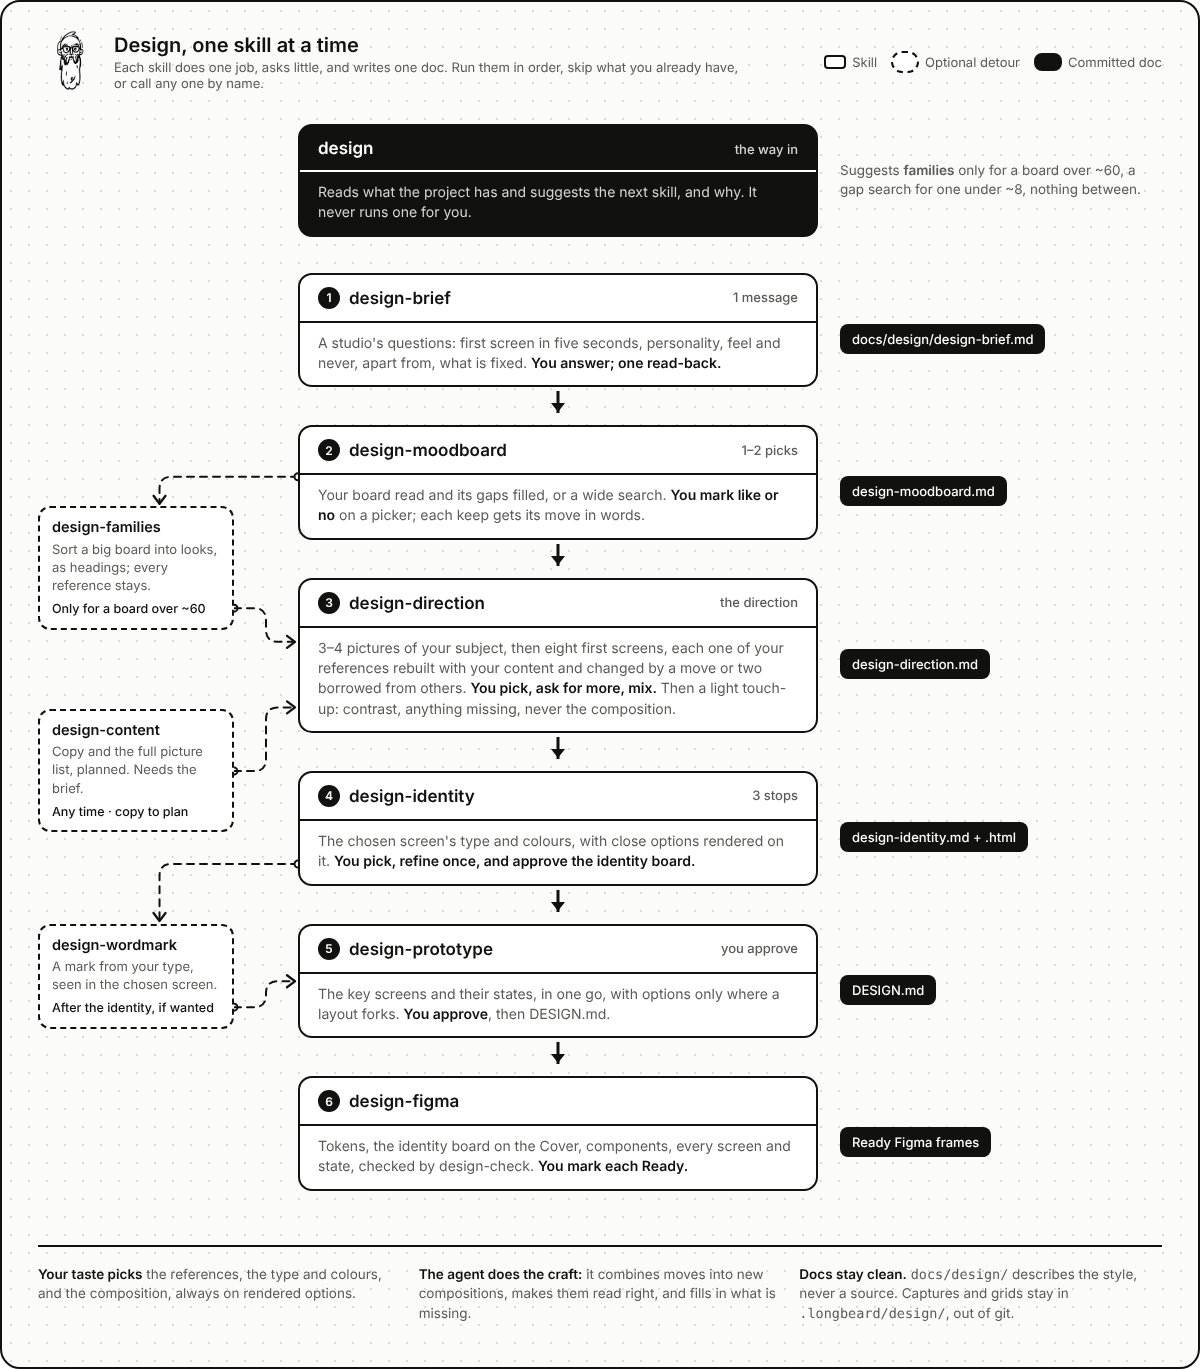 Design, one skill at a time
Each skill does one job, asks little, and writes one doc. Run them in order, skip what you already have,
or call any one by name.
Skill
Optional detour
Committed doc
design
the way in
Reads what the project has and suggests the next skill, and why. It
never runs one for you.
Suggests families only for a board over ~60, a
gap search for one under ~8, nothing between.
1 design-brief
1 message
A studio's questions: first screen in five seconds, personality, feel and
never, apart from, what is fixed. You answer; one read-back.
docs/design/design-brief.md
2 design-moodboard
1–2 picks
Your board read and its gaps filled, or a wide search. You mark like or
no on a picker; each keep gets its move in words.
design-moodboard.md
design-families
Sort a big board into looks,
as headings; every
reference stays.
Only for a board over ~60
3 design-direction
the direction
3–4 pictures of your subject, then eight first screens, each one of your
references rebuilt with your content and changed by a move or two
borrowed from others. You pick, ask for more, mix. Then a light touch-
up: contrast, anything missing, never the composition.
design-direction.md
design-content
Copy and the full picture
list, planned. Needs the
brief.
Any time · copy to plan
4 design-identity
3 stops
The chosen screen's type and colours, with close options rendered on
it. You pick, refine once, and approve the identity board.
design-identity.md + .html
design-wordmark
A mark from your type,
seen in the chosen screen.
After the identity, if wanted
5 design-prototype
you approve
The key screens and their states, in one go, with options only where a
layout forks. You approve, then DESIGN.md.
DESIGN.md
6 design-figma
Tokens, the identity board on the Cover, components, every screen and
state, checked by design-check. You mark each Ready.
Ready Figma frames
Your taste picks the references, the type and colours,
and the composition, always on rendered options.
The agent does the craft: it combines moves into new
compositions, makes them read right, and fills in what is
missing.
Docs stay clean. docs/design/ describes the style,
never a source. Captures and grids stay in
.longbeard/design/, out of git.